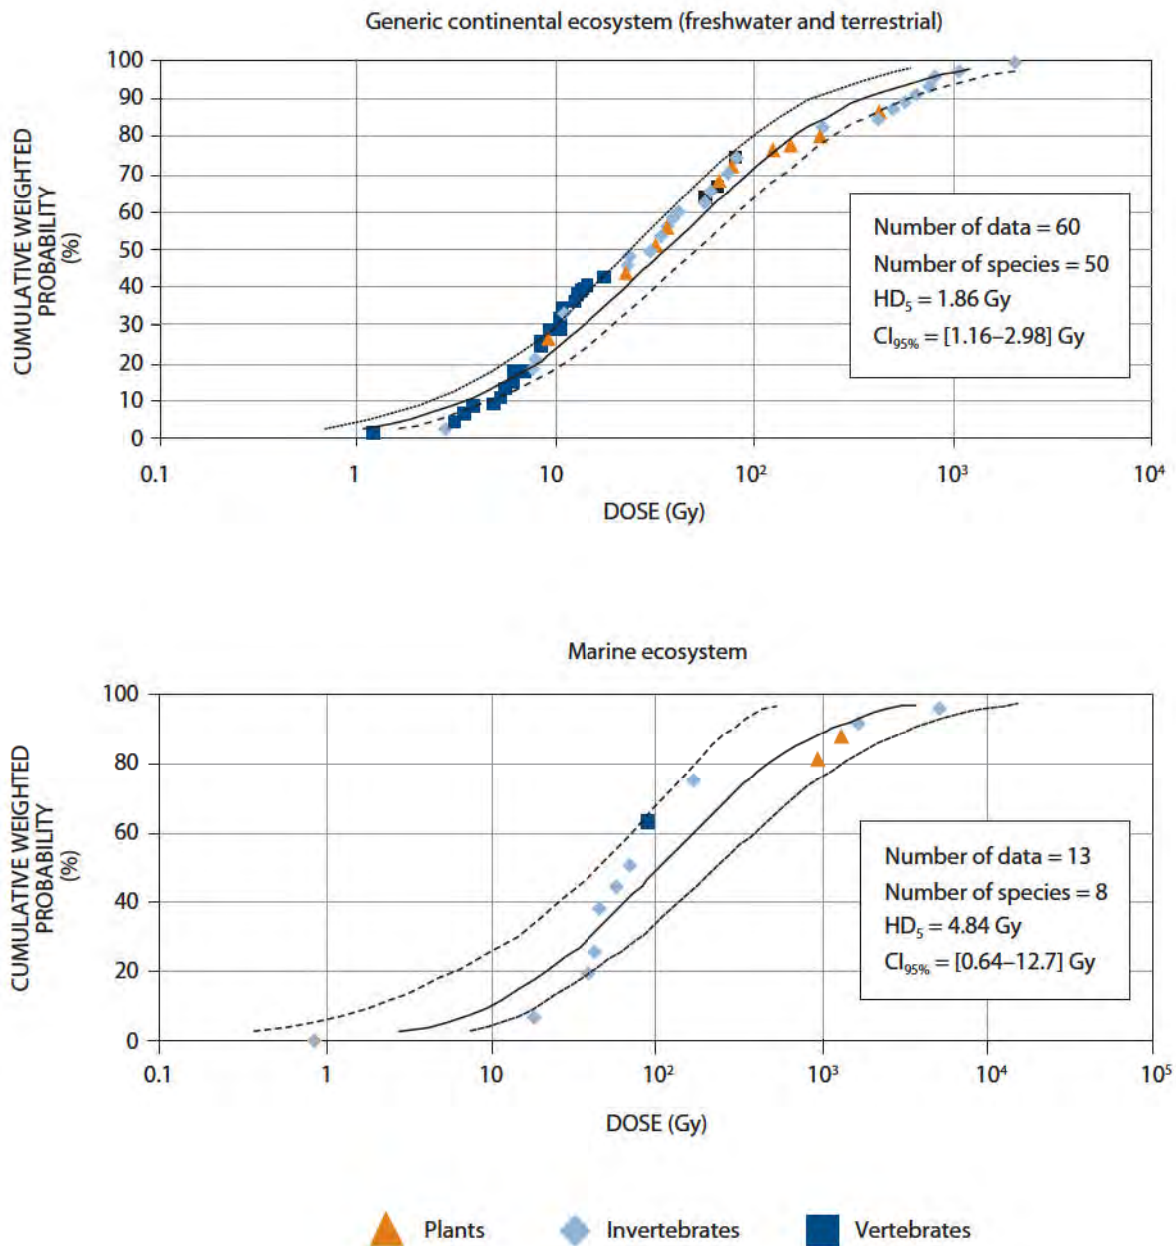 Generic continental ecosystem (freshwater and terrestrial)
CUMULATIVE WEIGHTED
PROBABILITY
(%)
100
90
80
70
60
50
40
30
20
10
0
0.1 1 10 10² 10³ 10⁴
DOSE (Gy)
Number of data = 60
Number of species = 50
HD₅ = 1.86 Gy
CI₉₅% = [1.16–2.98] Gy
Marine ecosystem
CUMULATIVE WEIGHTED
PROBABILITY
(%)
100
80
60
40
20
0
0.1 1 10 10² 10³ 10⁴ 10⁵
DOSE (Gy)
Number of data = 13
Number of species = 8
HD₅ = 4.84 Gy
CI₉₅% = [0.64–12.7] Gy
Plants Invertebrates Vertebrates